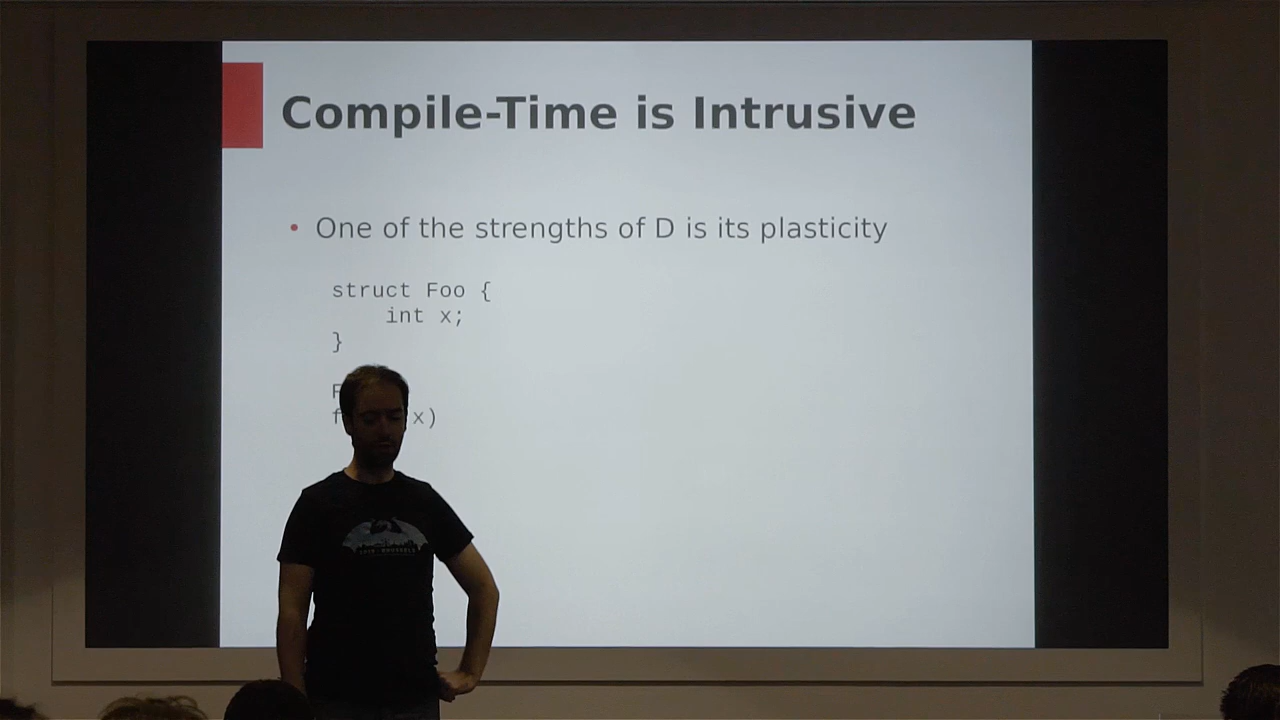 Compile-Time is Intrusive
• One of the strengths of D is its plasticity
struct Foo {
int x;
}
F
f x)